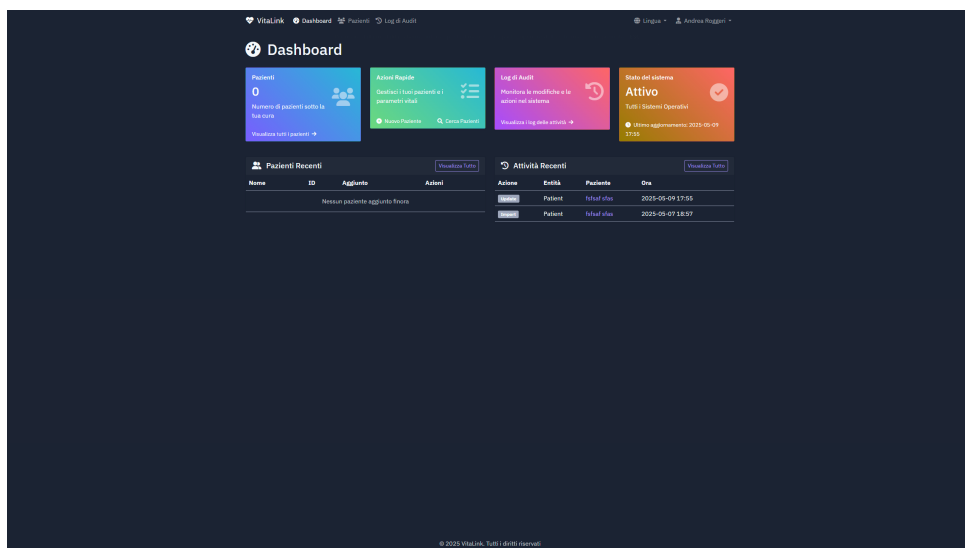 VitaLink Dashboard Pazienti Log di Audit Lingua Andrea Roggeri
Dashboard
Pazienti
0
Numero di pazienti sotto la
tua cura
Visualizza tutti i pazienti →
Azioni Rapide
Gestisci i tuoi pazienti e i
parametri vitali
Nuovo Paziente Cerca Pazienti
Log di Audit
Monitora le modifiche e le
azioni nel sistema
Visualizza i log delle attività →
Stato del sistema
Attivo
Tutti i Sistemi Operativi
Ultimo aggiornamento: 2025-05-09
17:55
Pazienti Recenti Visualizza Tutto
Nome ID Aggiunto Azioni
Nessun paziente aggiunto finora
Attività Recenti Visualizza Tutto
Azione Entità Paziente Ora
Update Patient 2025-05-09 17:55
Patient 2025-05-07 18:57
© 2025 VitaLink. Tutti i diritti riservati